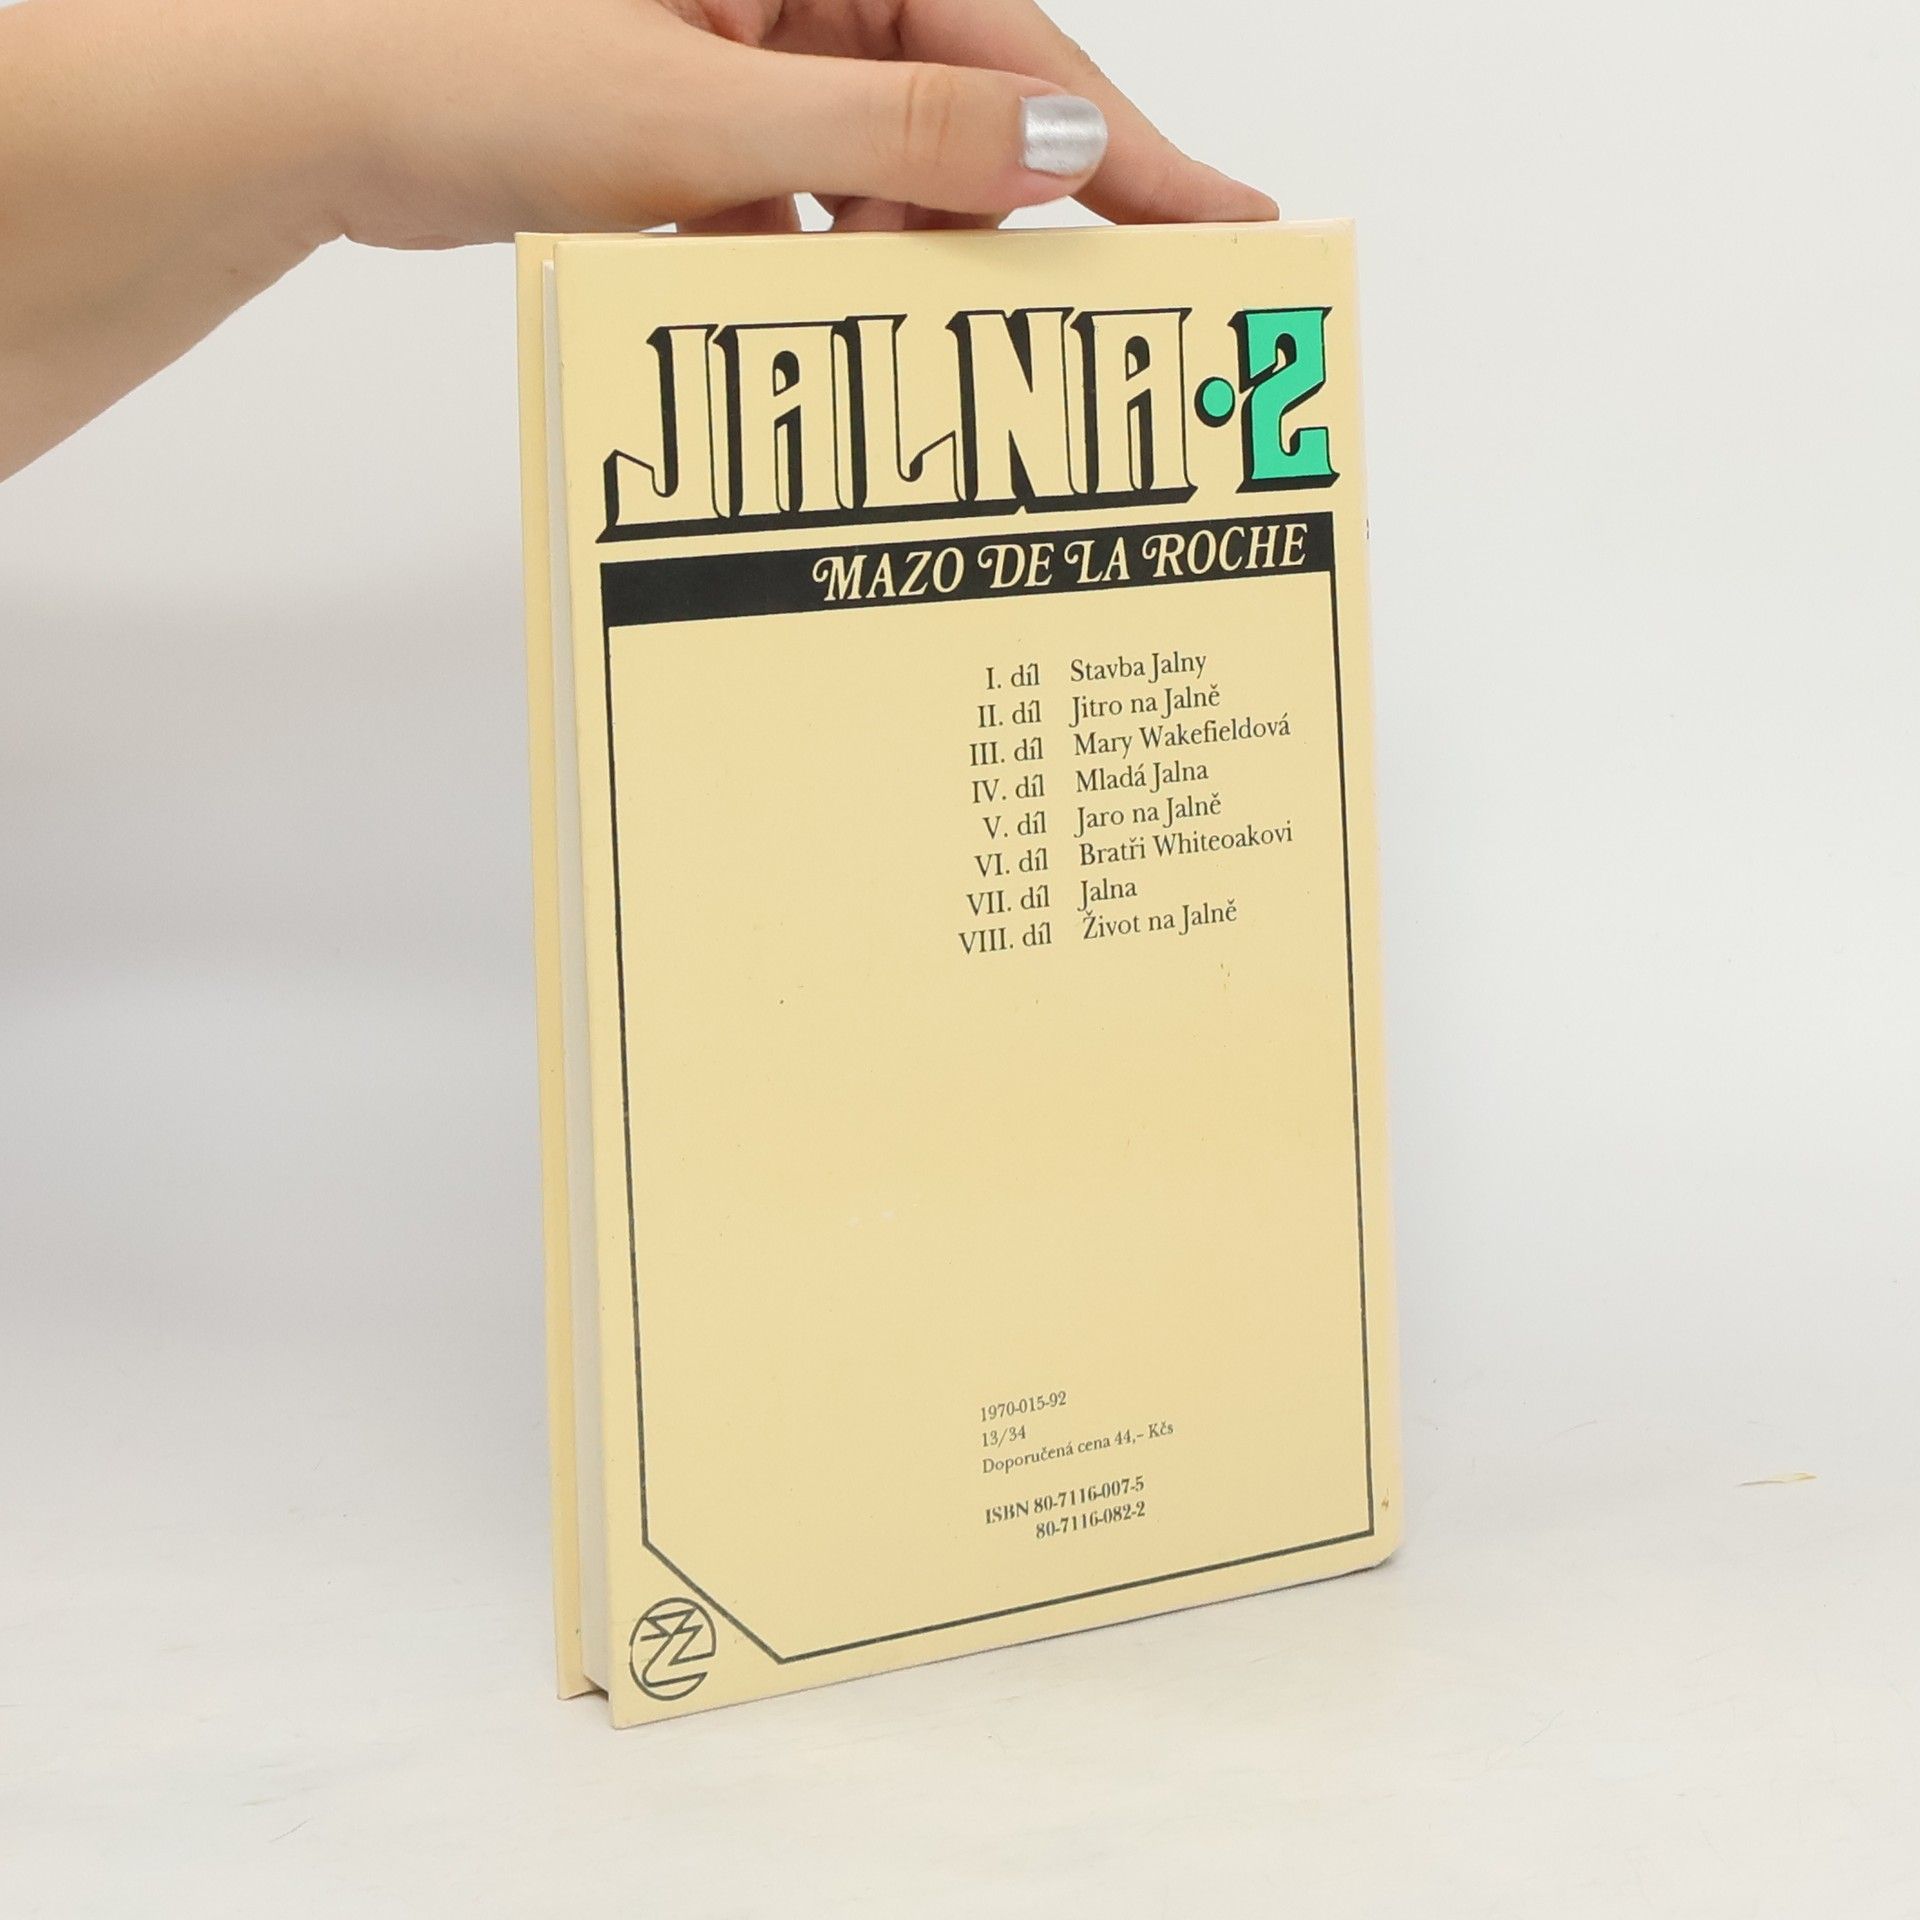 JALNA·2
MAZO DE LA ROCHE
I. díl Stavba Jalny
II. díl Jitro na Jalně
III. díl Mary Wakefieldová
IV. díl Mladá Jalna
V. díl Jaro na Jalně
VI. díl Bratři Whiteoakovi
VII. díl Jalna
VIII. díl Život na Jalně
1970-015-92
13/34
Doporučená cena 44,– Kčs
ISBN 80-7116-007-5
80-7116-082-2